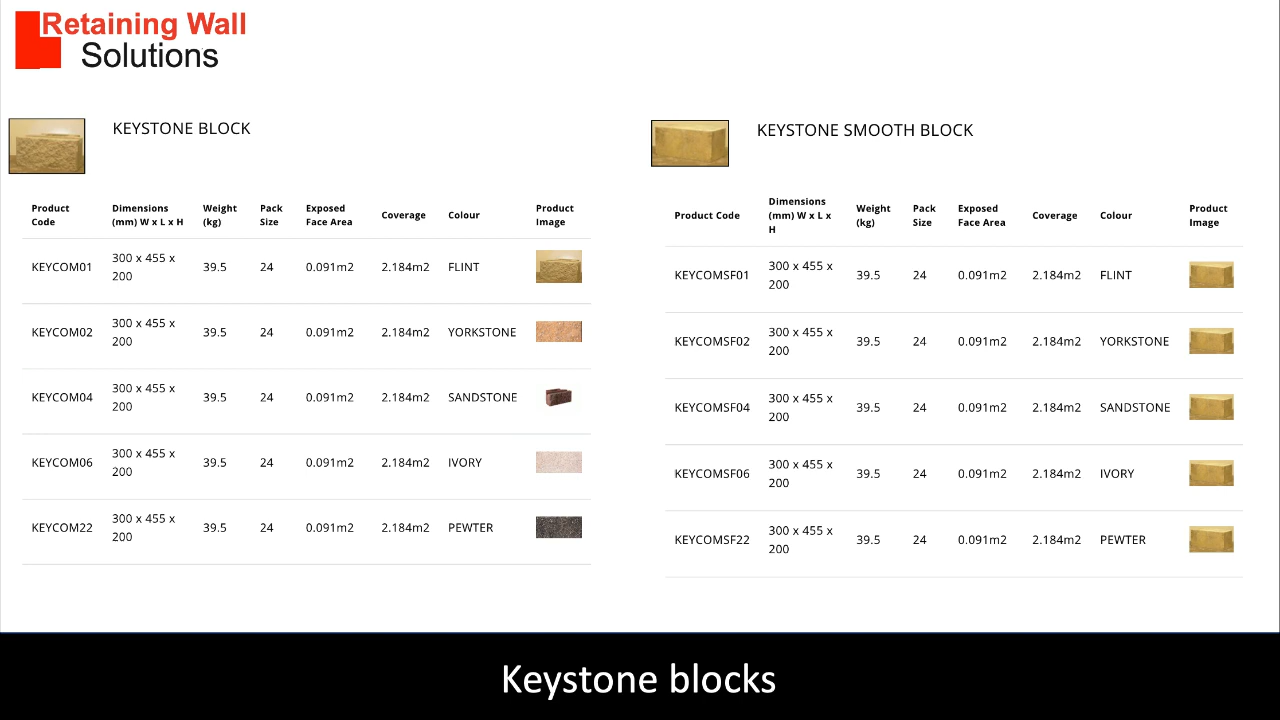 Retaining Wall
Solutions
KEYSTONE BLOCK
Product Code Dimensions (mm) W x L x H Weight (kg) Pack Size Exposed Face Area Coverage Colour Product Image
KEYCOM01 300 x 455 x 200 39.5 24 0.091m2 2.184m2 FLINT
KEYCOM02 300 x 455 x 200 39.5 24 0.091m2 2.184m2 YORKSTONE
KEYCOM04 300 x 455 x 200 39.5 24 0.091m2 2.184m2 SANDSTONE
KEYCOM06 300 x 455 x 200 39.5 24 0.091m2 2.184m2 IVORY
KEYCOM22 300 x 455 x 200 39.5 24 0.091m2 2.184m2 PEWTER
KEYSTONE SMOOTH BLOCK
Product Code Dimensions (mm) W x L x H Weight (kg) Pack Size Exposed Face Area Coverage Colour Product Image
KEYCOMSF01 300 x 455 x 200 39.5 24 0.091m2 2.184m2 FLINT
KEYCOMSF02 300 x 455 x 200 39.5 24 0.091m2 2.184m2 YORKSTONE
KEYCOMSF04 300 x 455 x 200 39.5 24 0.091m2 2.184m2 SANDSTONE
KEYCOMSF06 300 x 455 x 200 39.5 24 0.091m2 2.184m2 IVORY
KEYCOMSF22 300 x 455 x 200 39.5 24 0.091m2 2.184m2 PEWTER
Keystone blocks